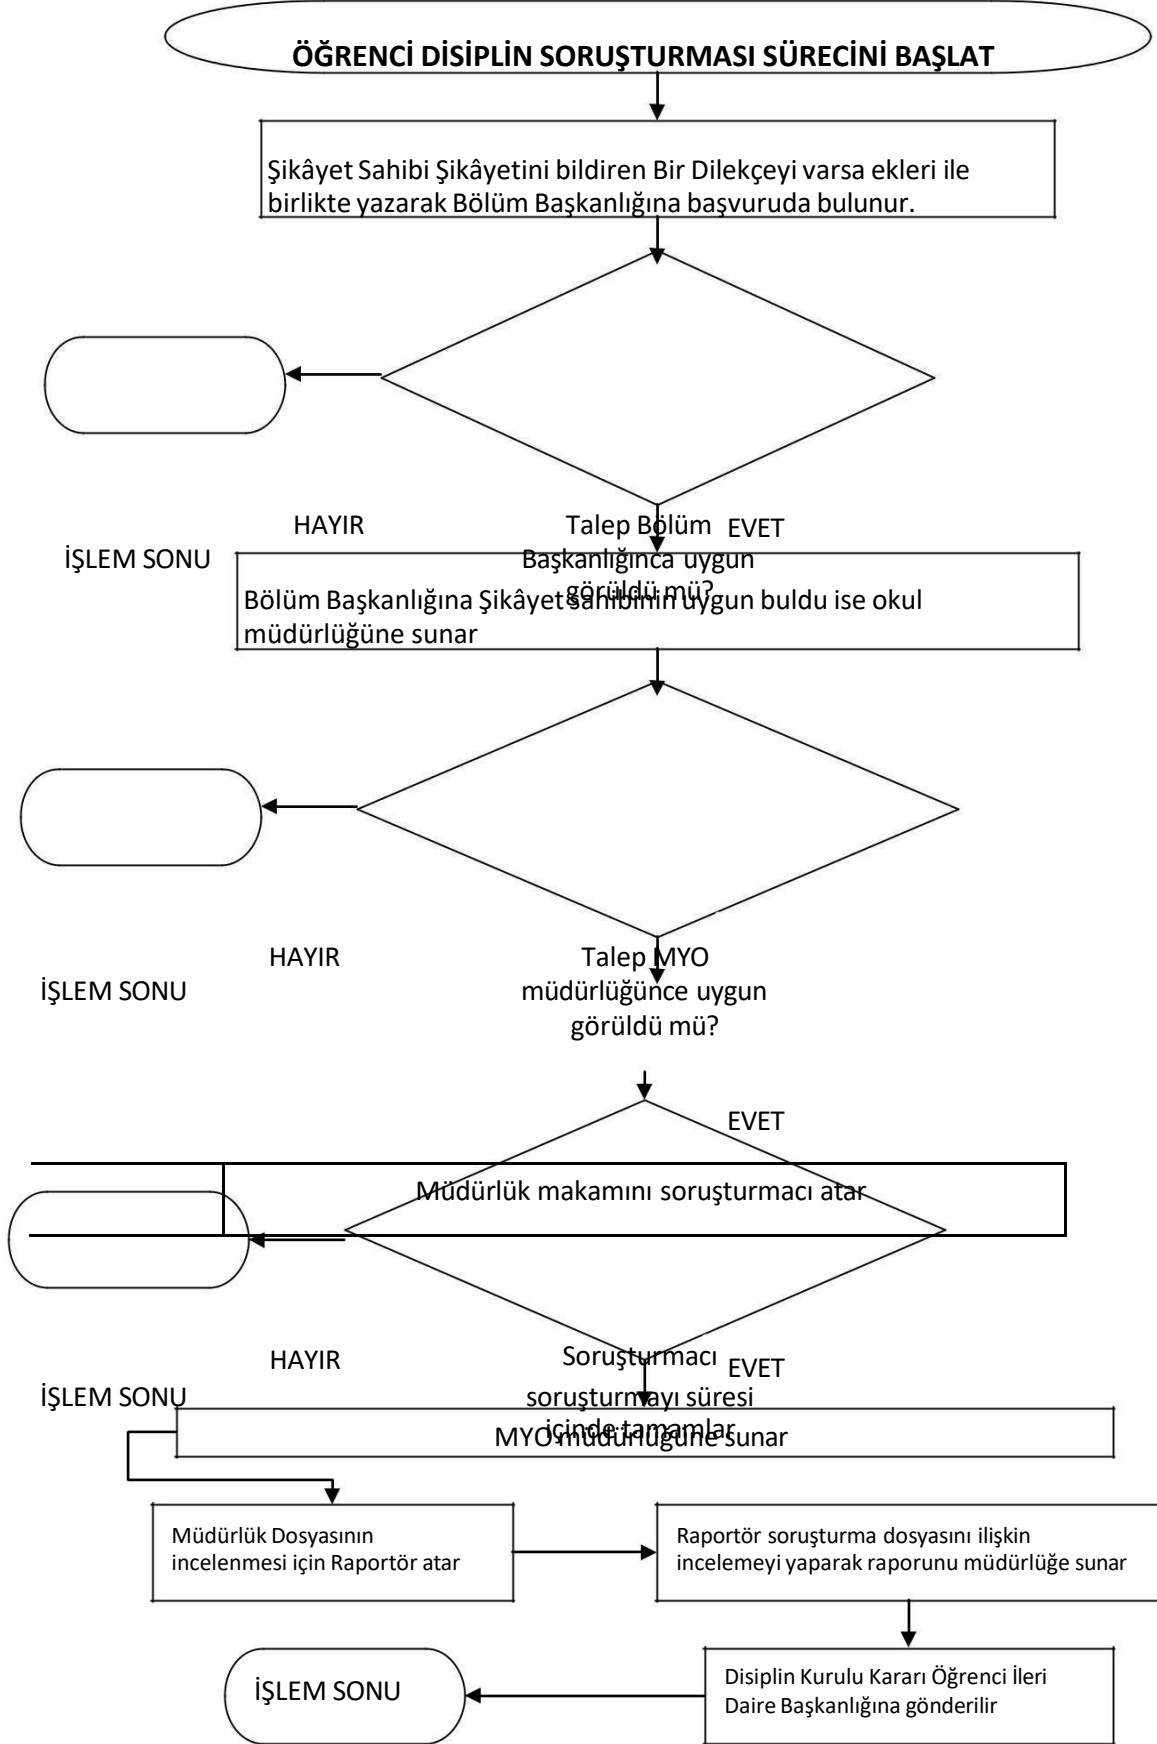 ÖĞRENCİ DİSİPLİN SORUŞTURMASI SÜRECİNİ BAŞLAT
Şikâyet Sahibi Şikâyetini bildiren Bir Dilekçeyi varsa ekleri ile
birlikte yazarak Bölüm Başkanlığına başvuruda bulunur.
HAYIR
İŞLEM SONU
Talep Bölüm
Başkanlığınca uygun
görüldü mü?
EVET
Bölüm Başkanlığına Şikâyet sahibinin uygun buldu ise okul
müdürlüğüne sunar
HAYIR
İŞLEM SONU
Talep MYO
müdürlüğünce uygun
görüldü mü?
EVET
Müdürlük makamını soruşturmacı atar
HAYIR
İŞLEM SONU
Soruşturmacı
soruşturmayı süresi
içinde tamamlar
EVET
MYO müdürlüğüne sunar
Müdürlük Dosyasının
incelenmesi için Raportör atar
Raportör soruşturma dosyasını ilişkin
incelemeyi yaparak raporunu müdürlüğe sunar
Disiplin Kurulu Kararı Öğrenci İleri
Daire Başkanlığına gönderilir
İŞLEM SONU